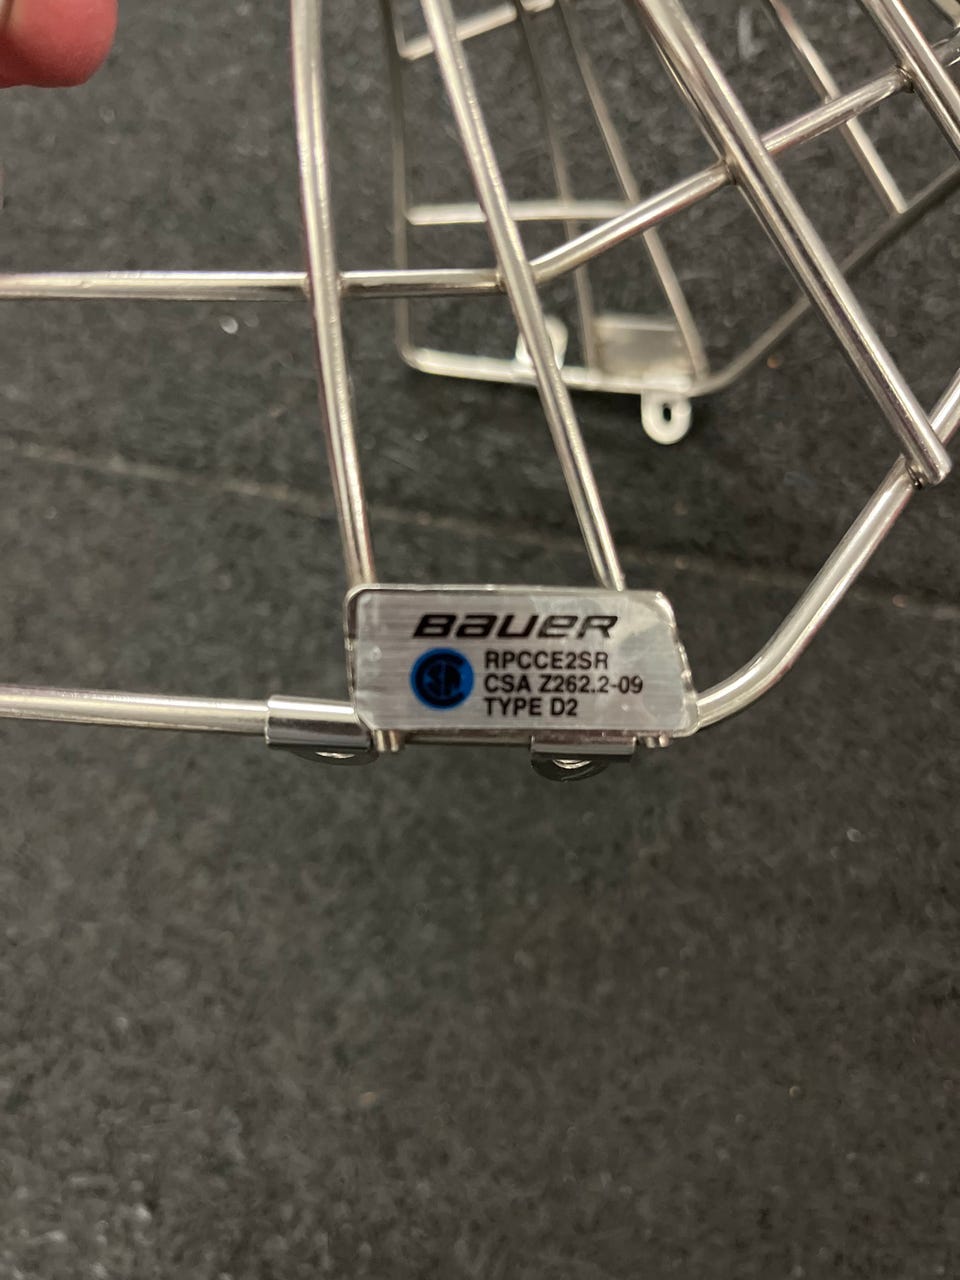 BAUER
RPCCE2SR
CSA Z262.2-09
TYPE D2